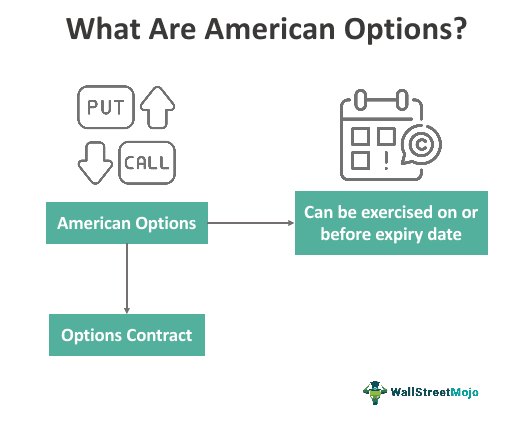 What Are American Options?
PUT
CALL
C
!
American Options
Can be exercised on or
before expiry date
Options Contract
WallStreetMojo